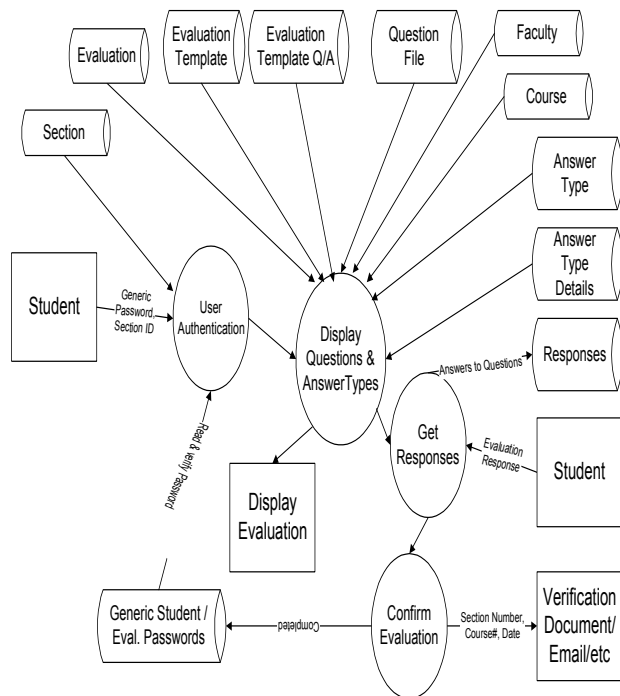 Evaluation
Evaluation
Template
Evaluation
Template Q/A
Question
File
Faculty
Course
Section
Answer
Type
Answer
Type
Details
Student
Generic
Password,
Section ID
User
Authentication
Display
Questions &
AnswerTypes
Responses
Answers to Questions
Get
Responses
Evaluation
Response
Student
Read & verify Password
Display
Evaluation
Generic Student /
Eval. Passwords
Completed
Confirm
Evaluation
Section Number,
Course#, Date
Verification
Document/
Email/etc